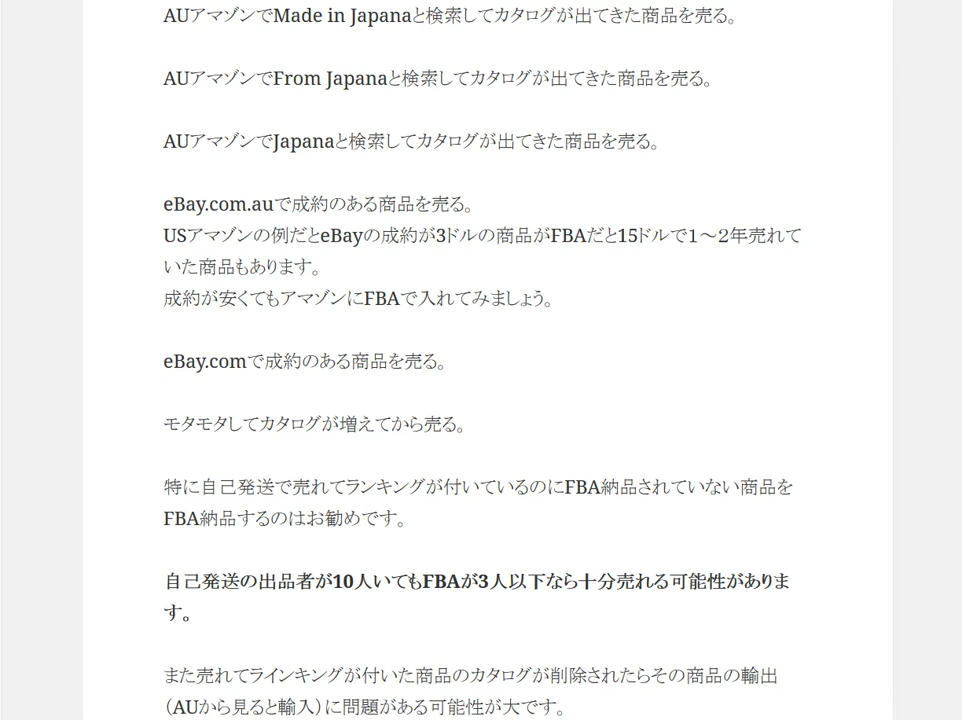 AUアマゾンでMade in Japanaと検索してカタログが出てきた商品を売る。
AUアマゾンでFrom Japanaと検索してカタログが出てきた商品を売る。
AUアマゾンでJapanaと検索してカタログが出てきた商品を売る。
eBay.com.auで成約のある商品を売る。
USアマゾンの例だとeBayの成約が3ドルの商品がFBAだと15ドルで１～２年売れて
いた商品もあります。
成約が安くてもアマゾンにFBAで入れてみましょう。
eBay.comで成約のある商品を売る。
モタモタしてカタログが増えてから売る。
特に自己発送で売れてランキングが付いているのにFBA納品されていない商品を
FBA納品するのはお勧めです。
自己発送の出品者が10人いてもFBAが3人以下なら十分売れる可能性がありま
す。
また売れてラインキングが付いた商品のカタログが削除されたらその商品の輸出
（AUから見ると輸入）に問題がある可能性が大です。